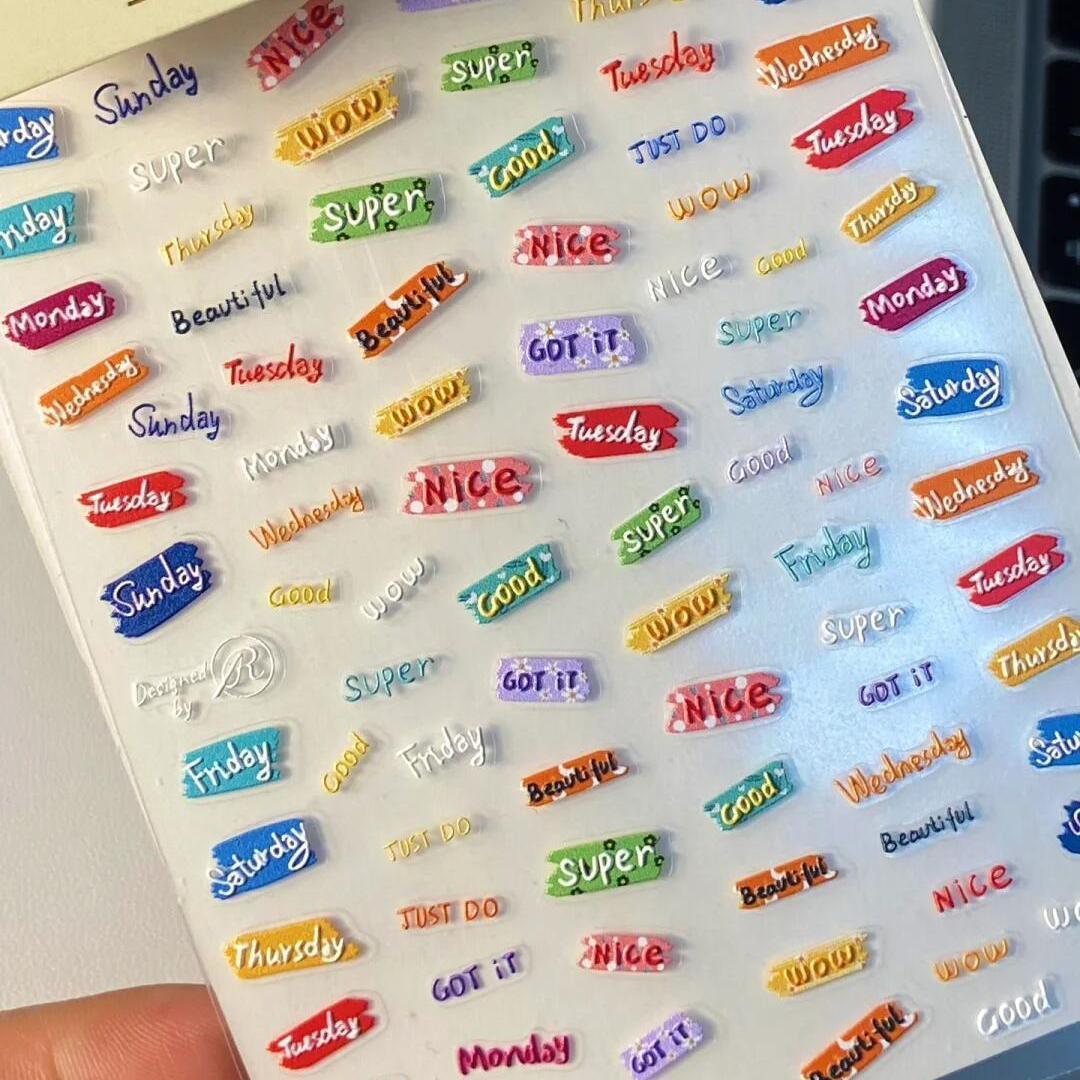 NiCE
Thursday
Sunday
SUPER
Tuesday
Wednesday
WOW
SUPER
GOOD
JUST DO
Tuesday
Friday
Thursday
SUPER
NiCE
WOW
Thursday
Monday
Beautiful
Beautiful
NiCE
GOOD
Monday
GOT iT
SUPER
Wednesday
Tuesday
WOW
Saturday
Saturday
Sunday
Monday
Tuesday
GOOD
NiCE
Wednesday
Tuesday
Wednesday
NiCE
SUPER
Friday
Tuesday
Sunday
GOOD
WOW
GOOD
WOW
SUPER
Thursday
Designed
by
R
SUPER
GOT iT
NiCE
GOT iT
Friday
GOOD
Friday
Beautiful
GOOD
Wednesday
Saturday
JUST DO
SUPER
Beautiful
Beautiful
JUST DO
NiCE
Thursday
GOT iT
NiCE
WOW
WOW
Tuesday
Monday
GOT iT
Beautiful
GOOD